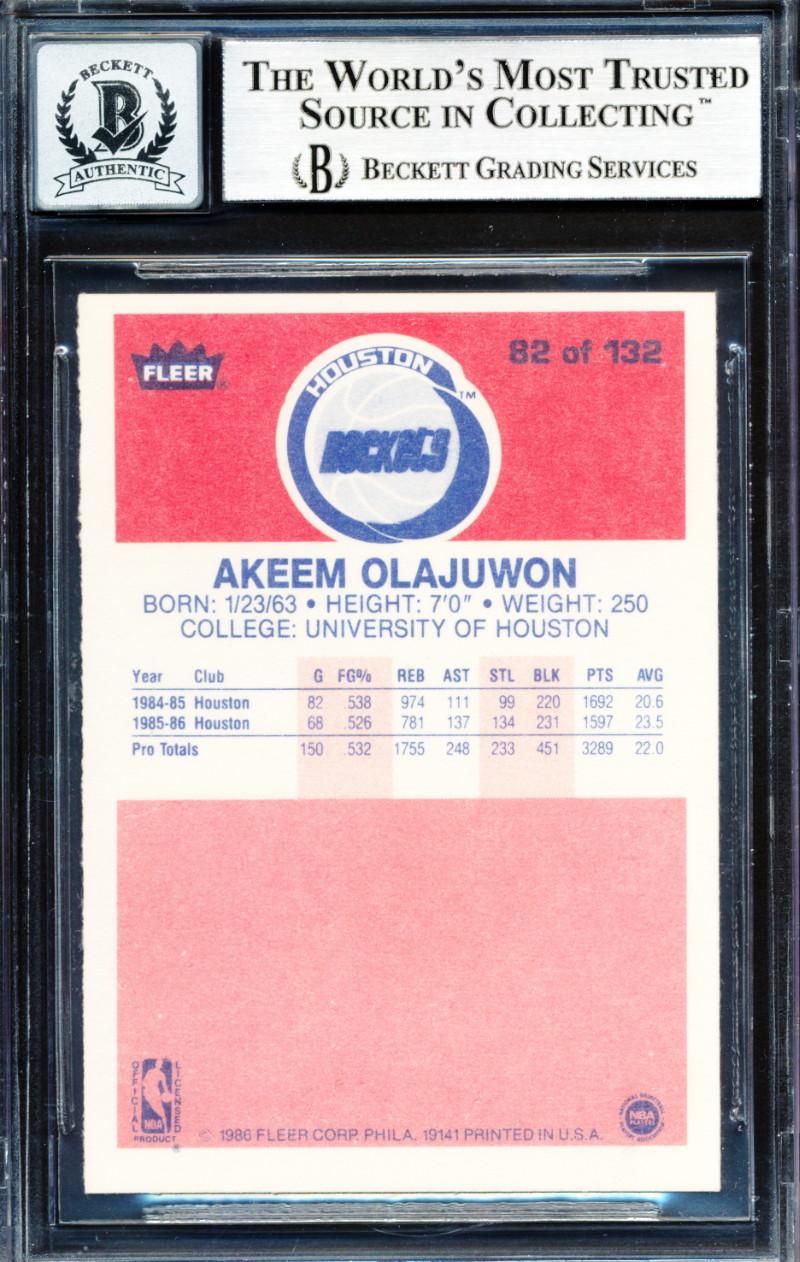 BECKETT
B
AUTHENTIC
THE WORLD'S MOST TRUSTED
SOURCE IN COLLECTING™
B BECKETT GRADING SERVICES
FLEER®
HOUSTON
ROCKETS
TM
82 of 132
AKEEM OLAJUWON
BORN: 1/23/63 • HEIGHT: 7'0" • WEIGHT: 250
COLLEGE: UNIVERSITY OF HOUSTON
Year Club G FG% REB AST STL BLK PTS AVG
1984-85 Houston 82 .538 974 111 99 220 1692 20.6
1985-86 Houston 68 .526 781 137 134 231 1597 23.5
Pro Totals 150 .532 1755 248 233 451 3289 22.0
OFFICIAL
NBA
LICENSED
PRODUCT
®
© 1986 FLEER CORP. PHILA. 19141 PRINTED IN U.S.A.
NATIONAL BASKETBALL
NBA
PLAYERS
ASSOCIATION